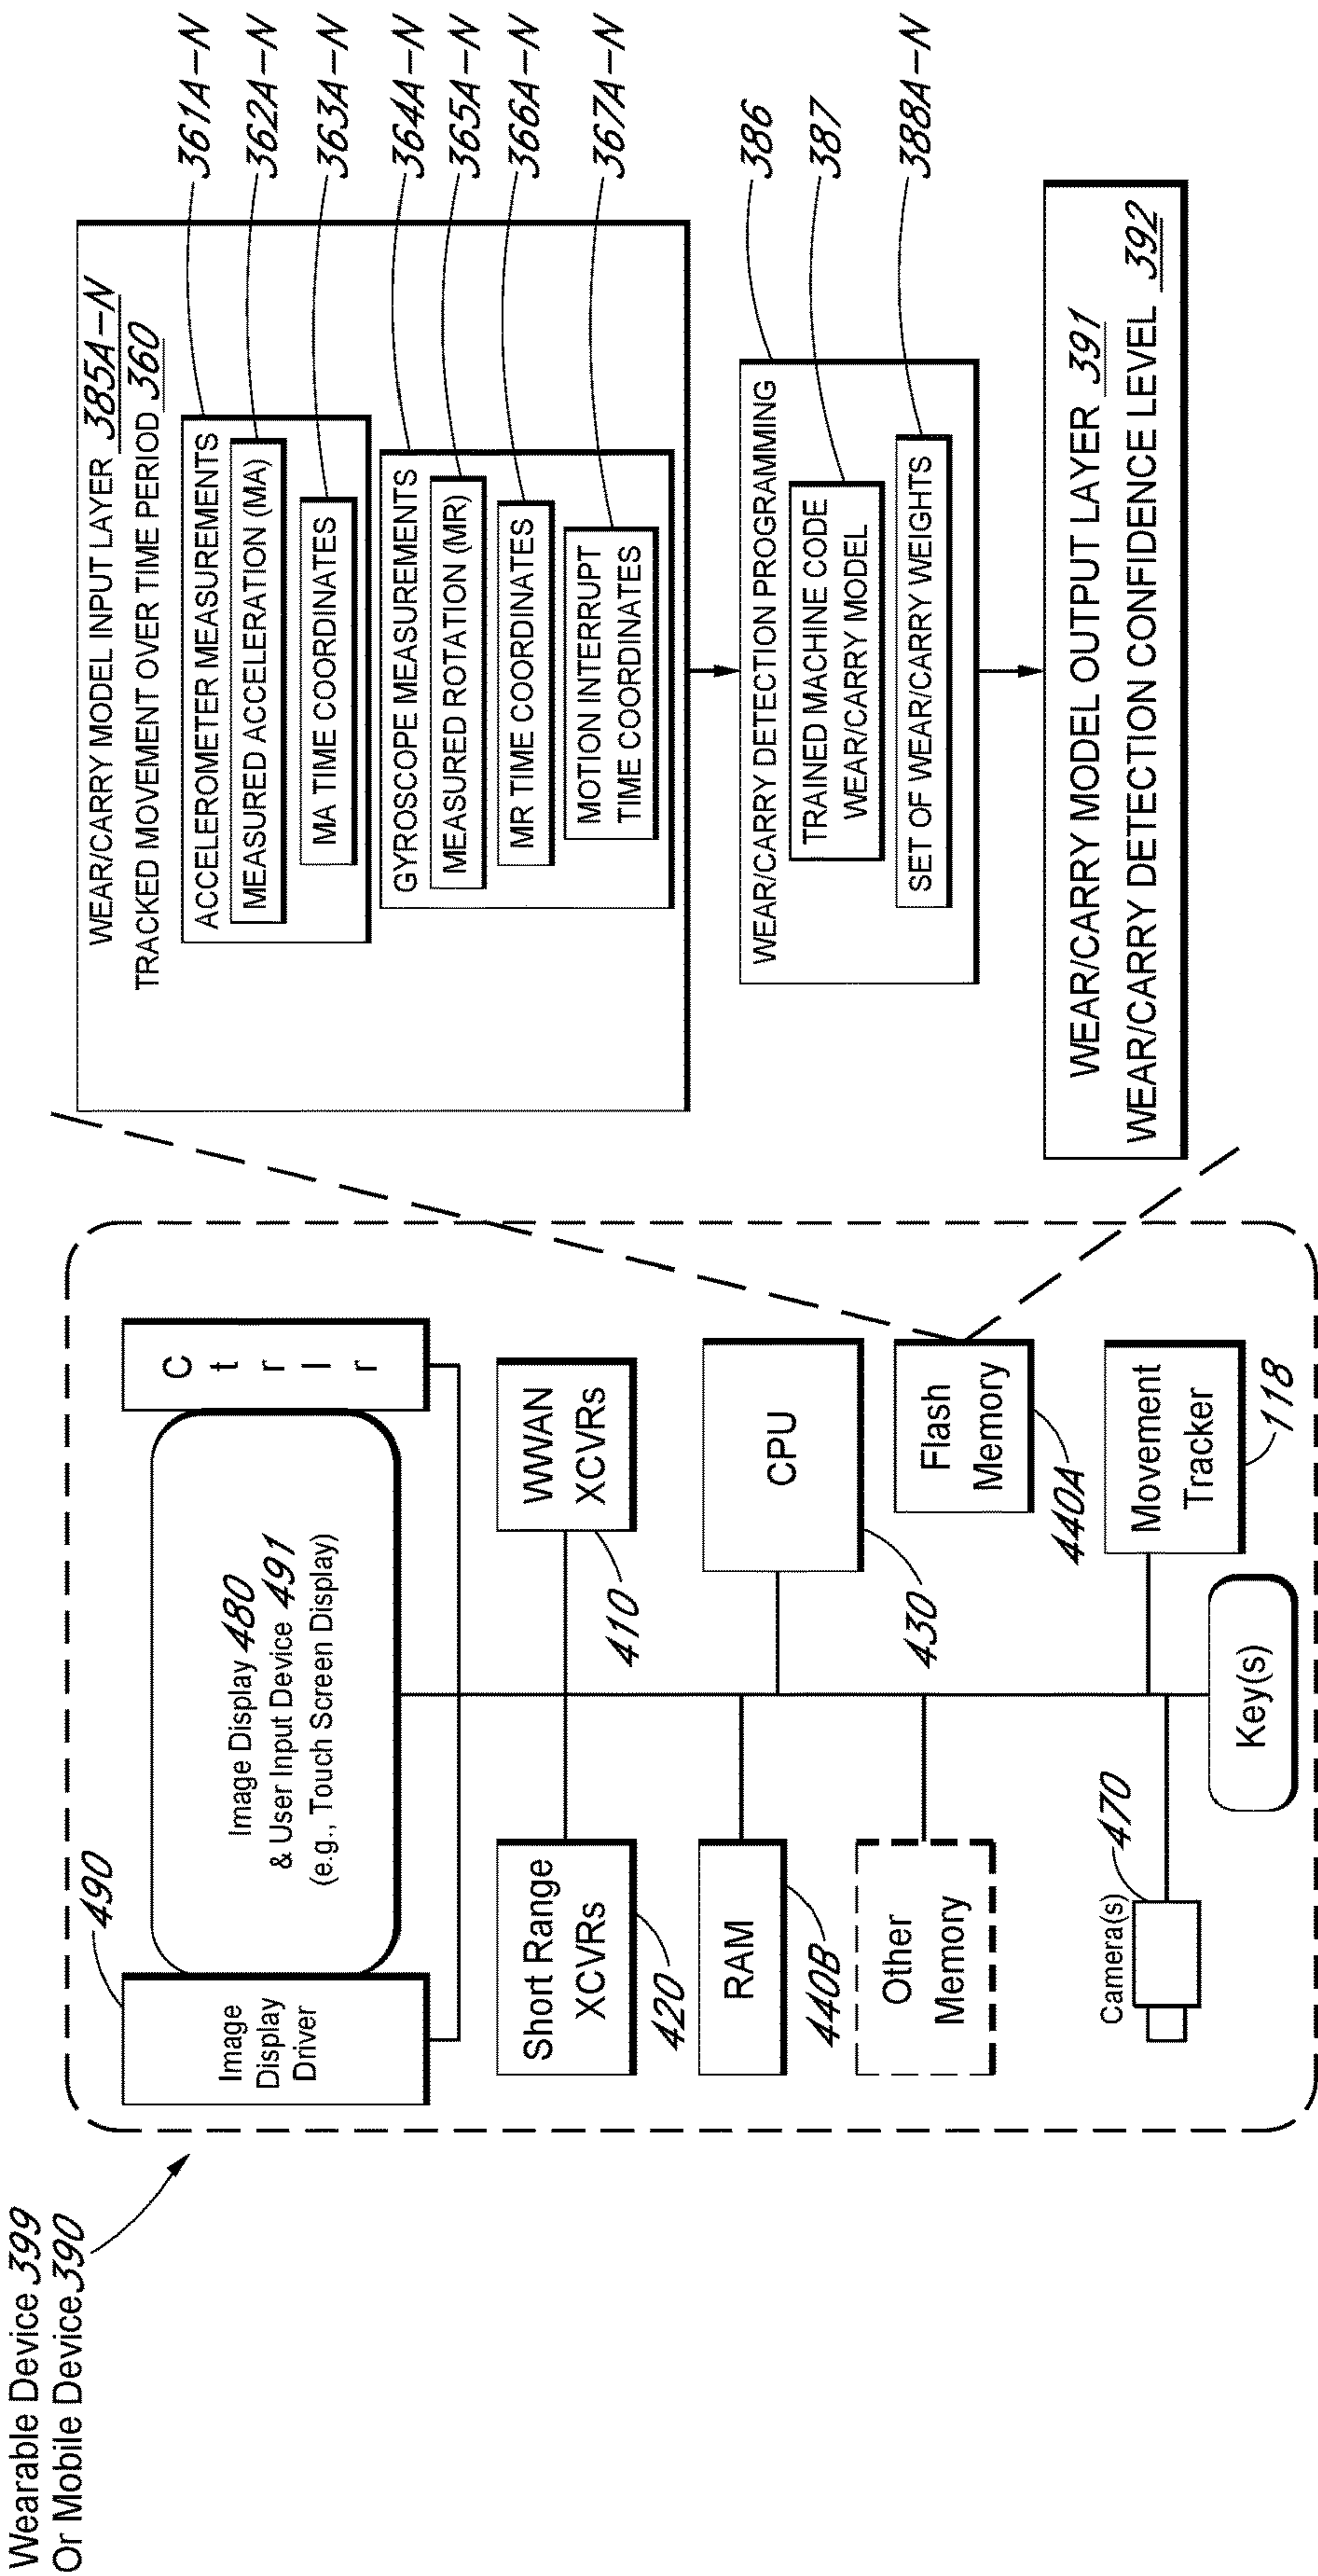 Wearable Device 399
Or Mobile Device 390
490
Image
Display
Driver
Image Display 480
& User Input Device 491
(e.g., Touch Screen Display)
C
t
r
l
r
Short Range
XCVRs
420
WWAN
XCVRs
410
RAM
440B
CPU
430
Other
Memory
Flash
Memory
440A
Camera(s)
470
Movement
Tracker
118
Key(s)
WEAR/CARRY MODEL INPUT LAYER 385A-N
TRACKED MOVEMENT OVER TIME PERIOD 360
ACCELEROMETER MEASUREMENTS
MEASURED ACCELERATION (MA)
MA TIME COORDINATES
GYROSCOPE MEASUREMENTS
MEASURED ROTATION (MR)
MR TIME COORDINATES
MOTION INTERRUPT
TIME COORDINATES
361A-N
362A-N
363A-N
364A-N
365A-N
366A-N
367A-N
WEAR/CARRY DETECTION PROGRAMMING
TRAINED MACHINE CODE
WEAR/CARRY MODEL
SET OF WEAR/CARRY WEIGHTS
386
387
388A-N
WEAR/CARRY MODEL OUTPUT LAYER 391
WEAR/CARRY DETECTION CONFIDENCE LEVEL 392